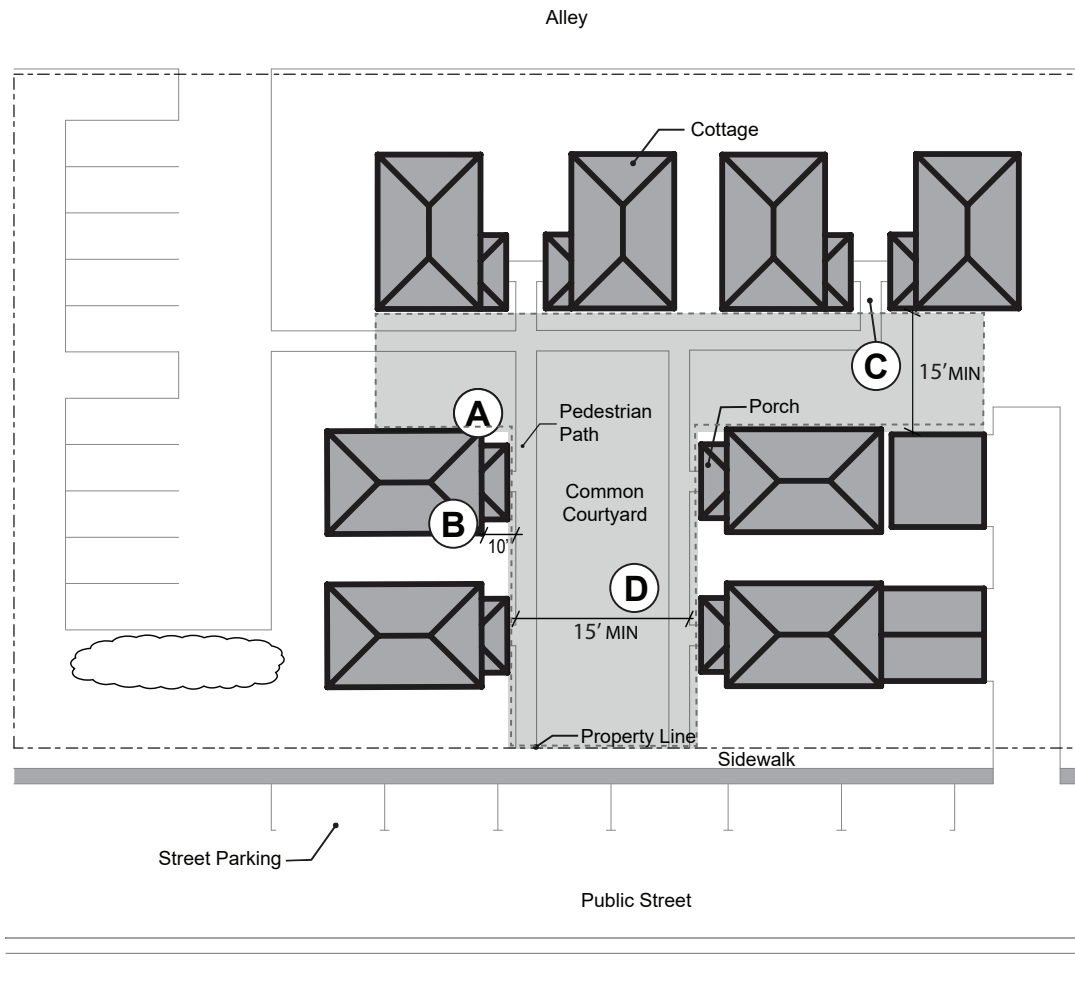 Alley
Cottage
C
15’ MIN
A
Pedestrian
Path
Porch
Common
Courtyard
B
10’
D
15’ MIN
Property Line
Sidewalk
Street Parking
Public Street